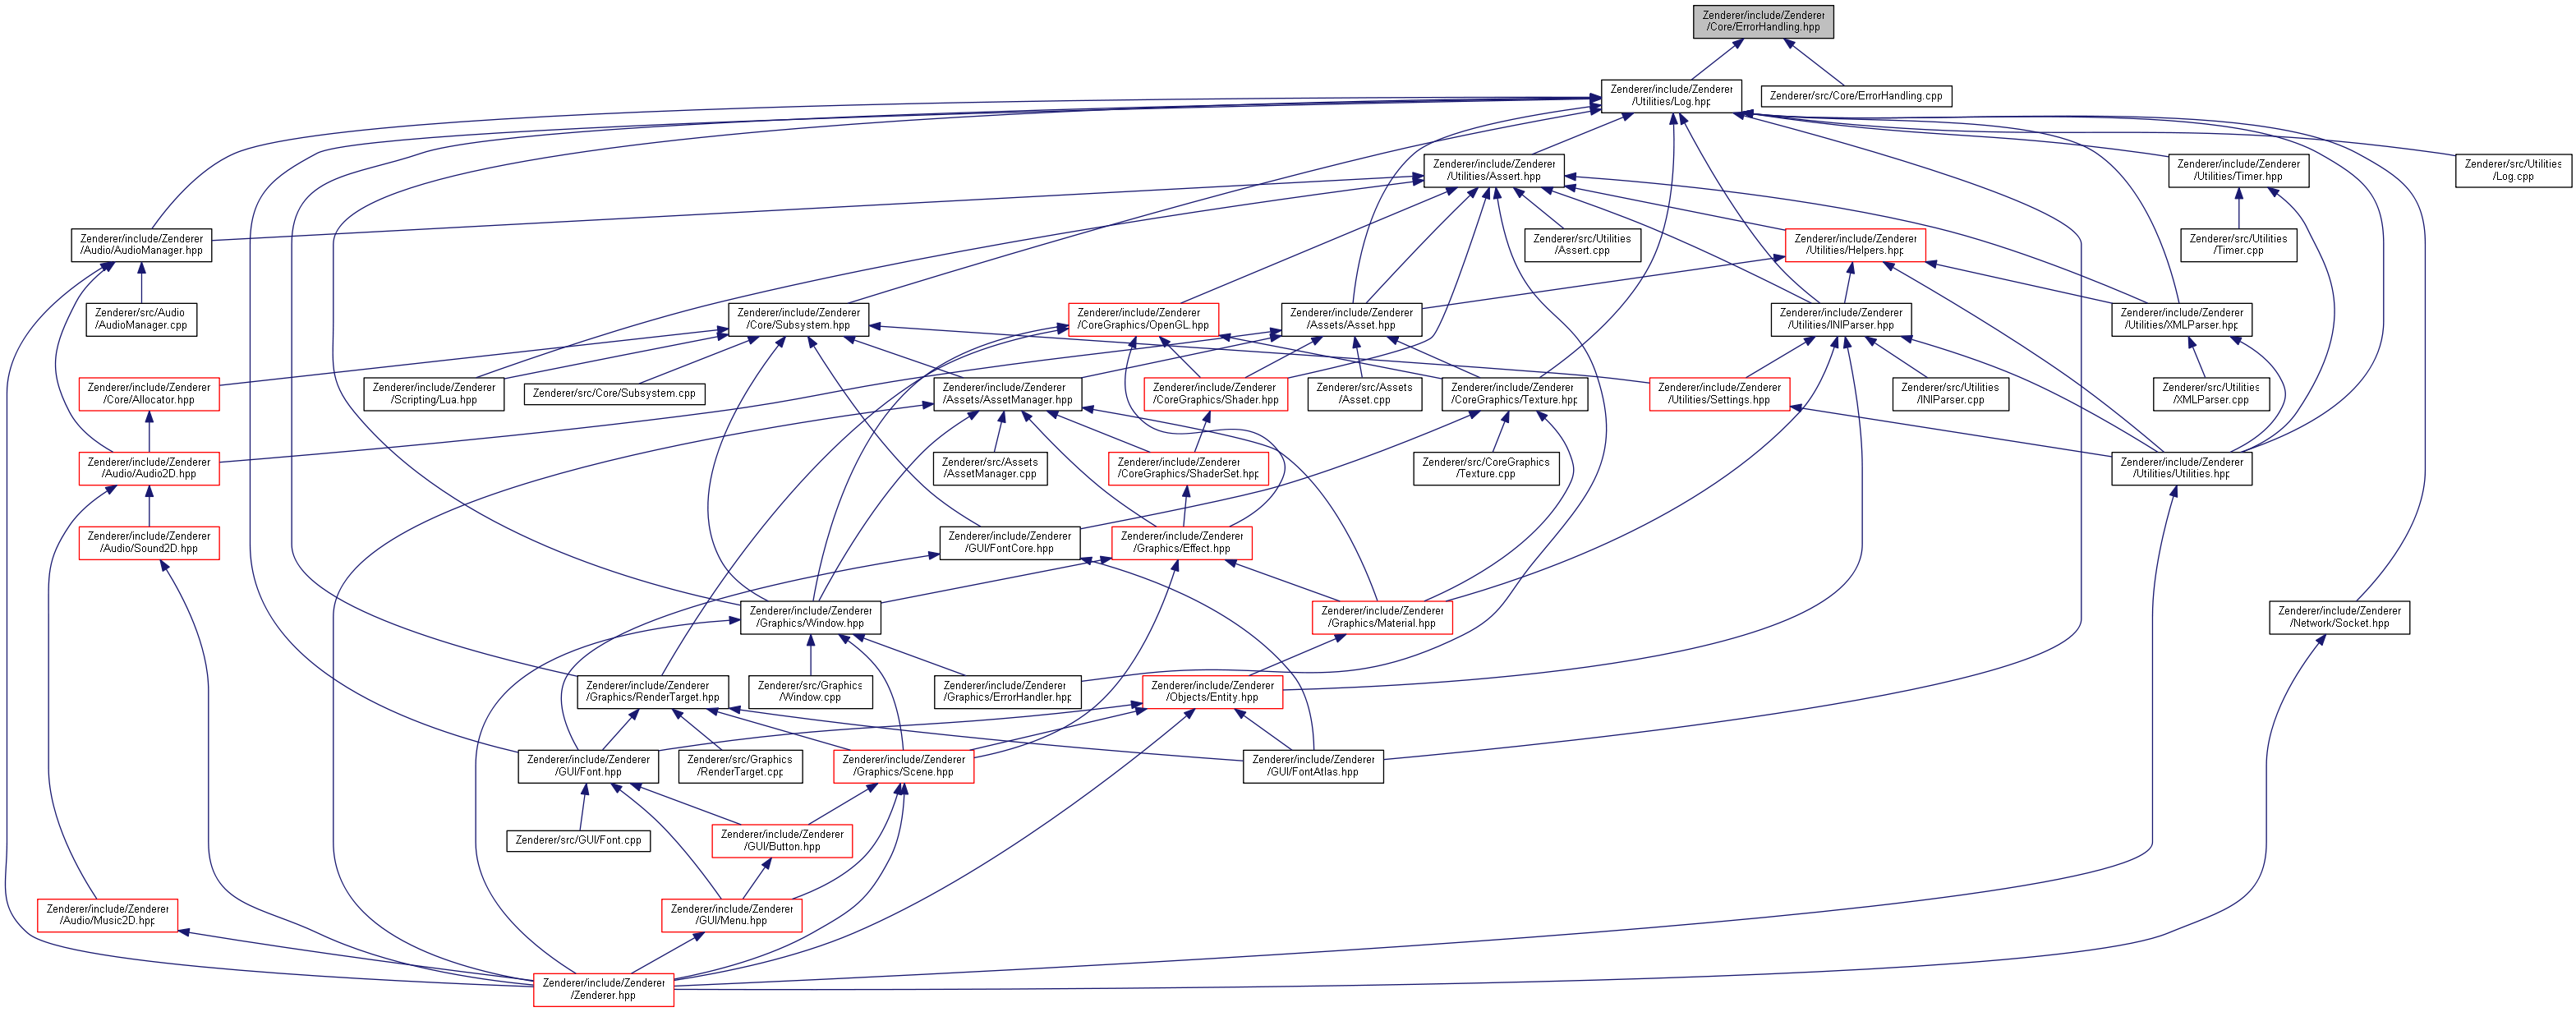 Zenderer/include/Zenderer
/Core/ErrorHandling.hpp
Zenderer/include/Zenderer
/Utilities/Log.hpp
Zenderer/src/Core/ErrorHandling.cpp
Zenderer/include/Zenderer
/Utilities/Assert.hpp
Zenderer/include/Zenderer
/Utilities/Timer.hpp
Zenderer/src/Utilities
/Log.cpp
Zenderer/include/Zenderer
/Audio/AudioManager.hpp
Zenderer/src/Utilities
/Assert.cpp
Zenderer/include/Zenderer
/Utilities/Helpers.hpp
Zenderer/src/Utilities
/Timer.cpp
Zenderer/src/Audio
/AudioManager.cpp
Zenderer/include/Zenderer
/Core/Subsystem.hpp
Zenderer/include/Zenderer
/CoreGraphics/OpenGL.hpp
Zenderer/include/Zenderer
/Assets/Asset.hpp
Zenderer/include/Zenderer
/Utilities/INIParser.hpp
Zenderer/include/Zenderer
/Utilities/XMLParser.hpp
Zenderer/include/Zenderer
/Core/Allocator.hpp
Zenderer/include/Zenderer
/Scripting/Lua.hpp
Zenderer/src/Core/Subsystem.cpp
Zenderer/include/Zenderer
/Assets/AssetManager.hpp
Zenderer/include/Zenderer
/CoreGraphics/Shader.hpp
Zenderer/src/Assets
/Asset.cpp
Zenderer/include/Zenderer
/CoreGraphics/Texture.hpp
Zenderer/include/Zenderer
/Utilities/Settings.hpp
Zenderer/src/Utilities
/INIParser.cpp
Zenderer/src/Utilities
/XMLParser.cpp
Zenderer/include/Zenderer
/Audio/Audio2D.hpp
Zenderer/src/Assets
/AssetManager.cpp
Zenderer/include/Zenderer
/CoreGraphics/ShaderSet.hpp
Zenderer/src/CoreGraphics
/Texture.cpp
Zenderer/include/Zenderer
/Utilities/Utilities.hpp
Zenderer/include/Zenderer
/Audio/Sound2D.hpp
Zenderer/include/Zenderer
/GUI/FontCore.hpp
Zenderer/include/Zenderer
/Graphics/Effect.hpp
Zenderer/include/Zenderer
/Graphics/Window.hpp
Zenderer/include/Zenderer
/Graphics/Material.hpp
Zenderer/include/Zenderer
/Network/Socket.hpp
Zenderer/include/Zenderer
/Graphics/RenderTarget.hpp
Zenderer/src/Graphics
/Window.cpp
Zenderer/include/Zenderer
/Graphics/ErrorHandler.hpp
Zenderer/include/Zenderer
/Objects/Entity.hpp
Zenderer/include/Zenderer
/GUI/Font.hpp
Zenderer/src/Graphics
/RenderTarget.cpp
Zenderer/include/Zenderer
/Graphics/Scene.hpp
Zenderer/include/Zenderer
/GUI/FontAtlas.hpp
Zenderer/src/GUI/Font.cpp
Zenderer/include/Zenderer
/GUI/Button.hpp
Zenderer/include/Zenderer
/Audio/Music2D.hpp
Zenderer/include/Zenderer
/GUI/Menu.hpp
Zenderer/include/Zenderer
/Zenderer.hpp